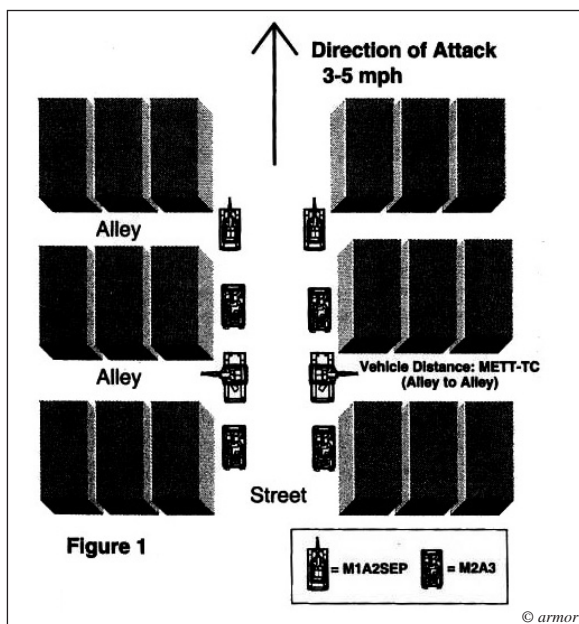 Direction of Attack
3-5 mph
Alley
Alley
Vehicle Distance: METT-TC
(Alley to Alley)
Street
Figure 1
= M1A2SEP
= M2A3
© armor